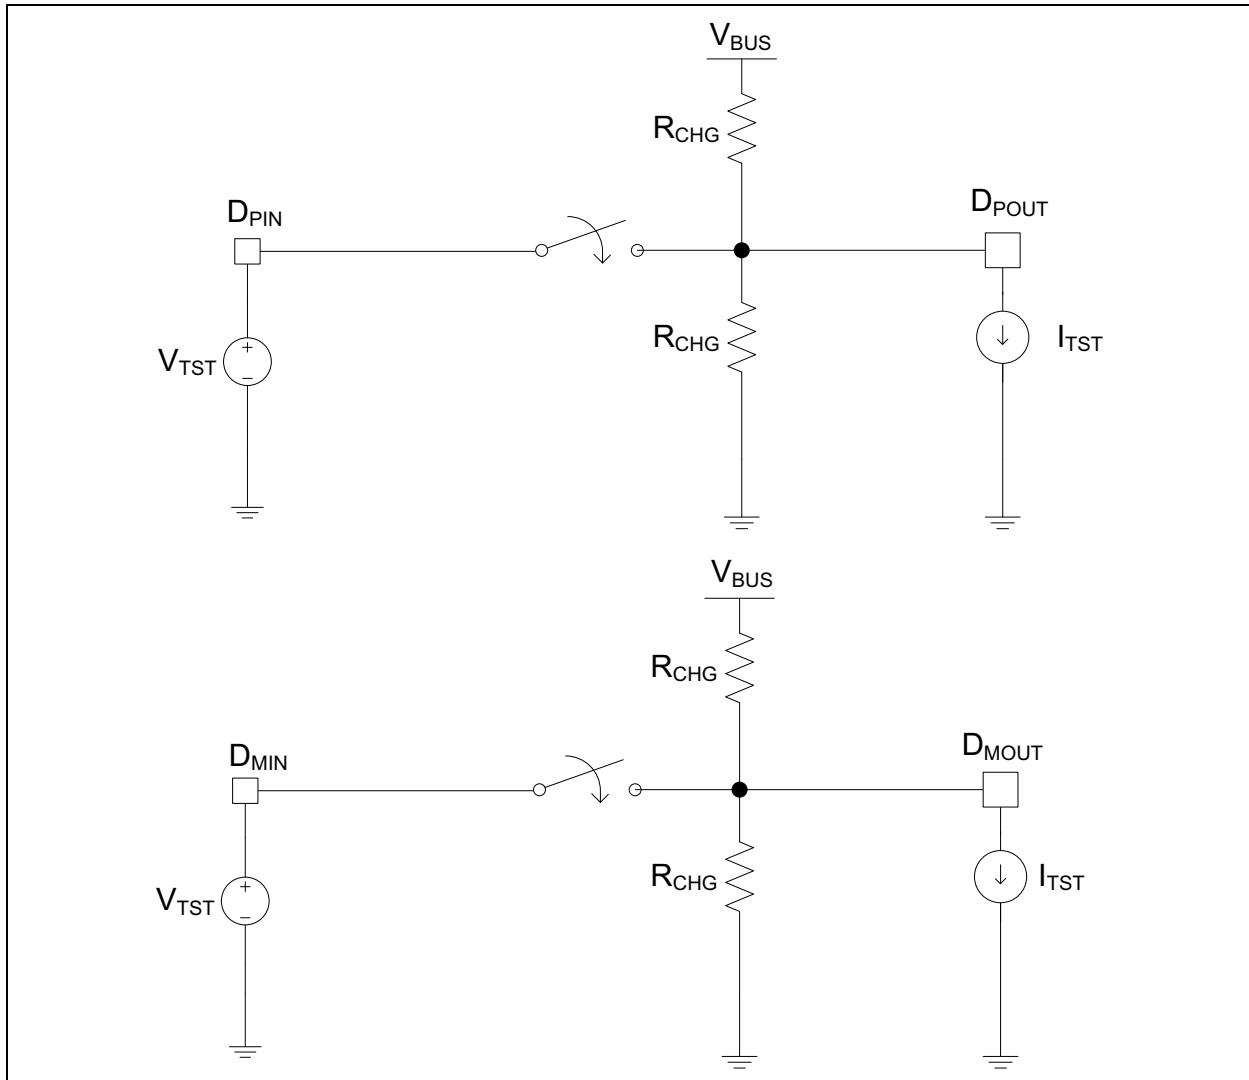 VBUS
RCHG
DPIN
DPOUT
RCHG
VTST
+
−
ITST
VBUS
RCHG
DMIN
DMOUT
RCHG
VTST
+
−
ITST